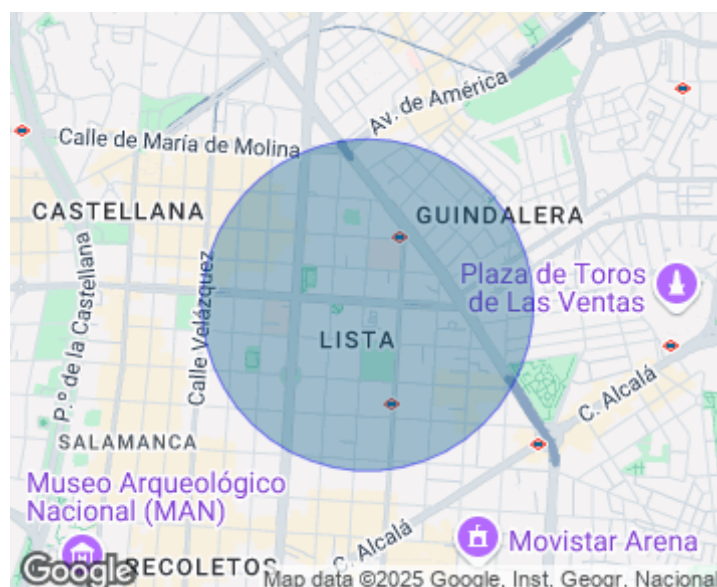 Av. de América
Calle de María de Molina
CASTELLANA
GUINDALERA
P.º de la Castellana
Calle Velázquez
Plaza de Toros
de Las Ventas
LISTA
C. Alcalá
SALAMANCA
Museo Arqueológico
Nacional (MAN)
Movistar Arena
RECOLETOS
C. Alcalá
Google
Map data ©2025 Google, Inst. Geogr. Nacional